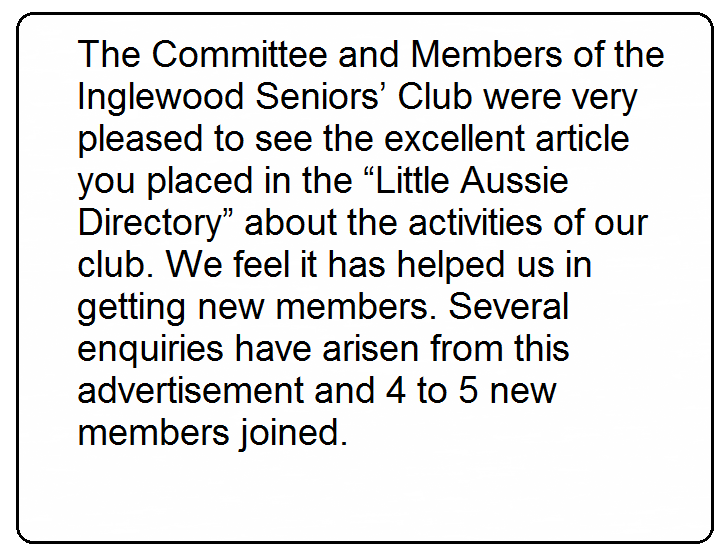 The Committee and Members of the
Inglewood Seniors’ Club were very
pleased to see the excellent article
you placed in the “Little Aussie
Directory” about the activities of our
club. We feel it has helped us in
getting new members. Several
enquiries have arisen from this
advertisement and 4 to 5 new
members joined.